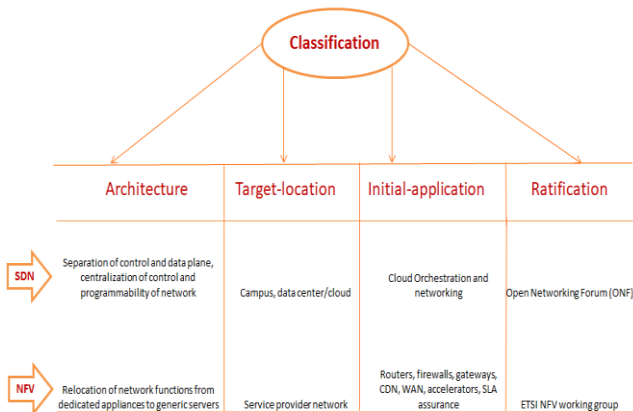 Classification
Architecture
Target-location
Initial-application
Ratification
SDN
Separation of control and data plane,
centralization of control and
programmability of network
Campus, data center/cloud
Cloud Orchestration and
networking
Open Networking Forum (ONF)
NFV
Relocation of network functions from
dedicated appliances to generic servers
Service provider network
Routers, firewalls, gateways,
CDN, WAN, accelerators, SLA
assurance
ETSI NFV working group